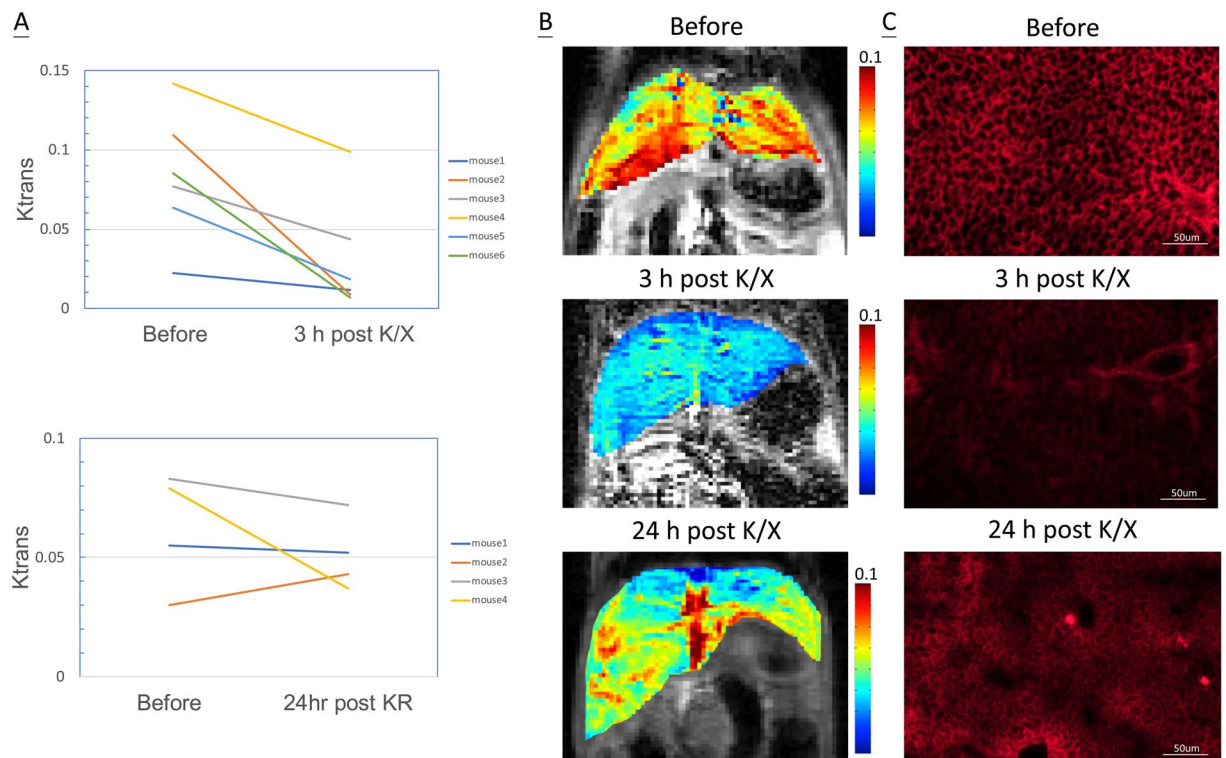 A
0.15
0.1
0.05
0
Ktrans
Before
3 h post K/X
mouse1
mouse2
mouse3
mouse4
mouse5
mouse6
0.1
0.05
0
Ktrans
Before
24hr post KR
mouse1
mouse2
mouse3
mouse4
B
Before
0.1
3 h post K/X
0.1
24 h post K/X
0.1
C
Before
50um
3 h post K/X
50um
24 h post K/X
50um